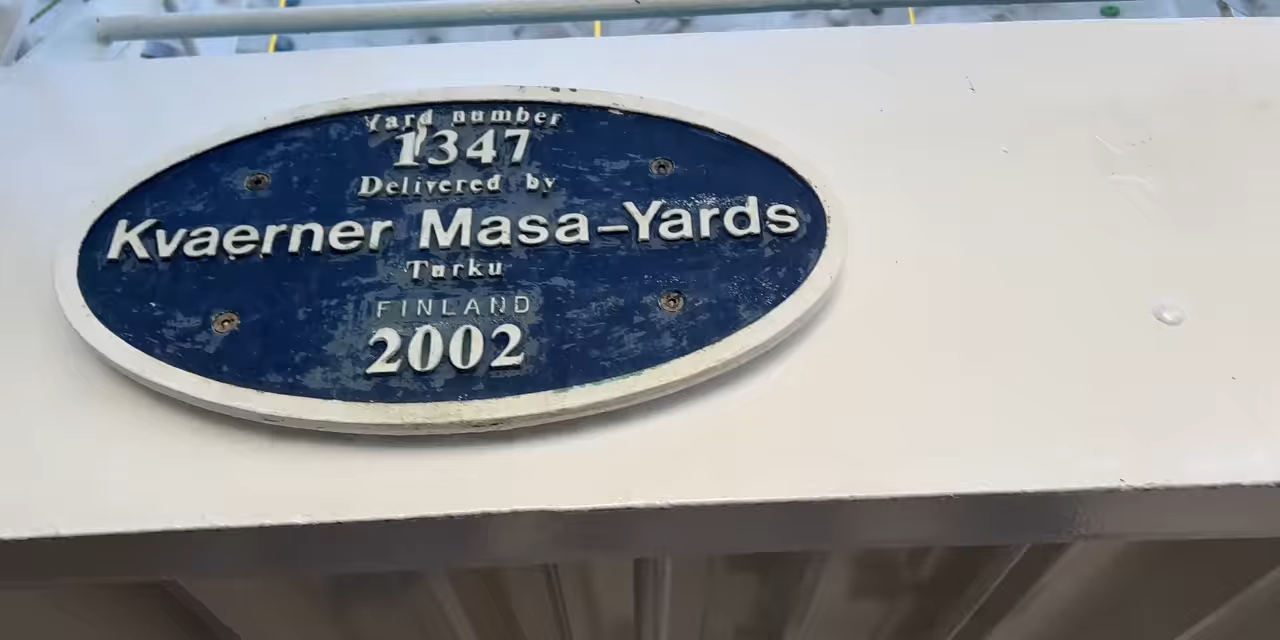 Yard number
1347
Delivered by
Kvaerner Masa-Yards
Turku
FINLAND
2002